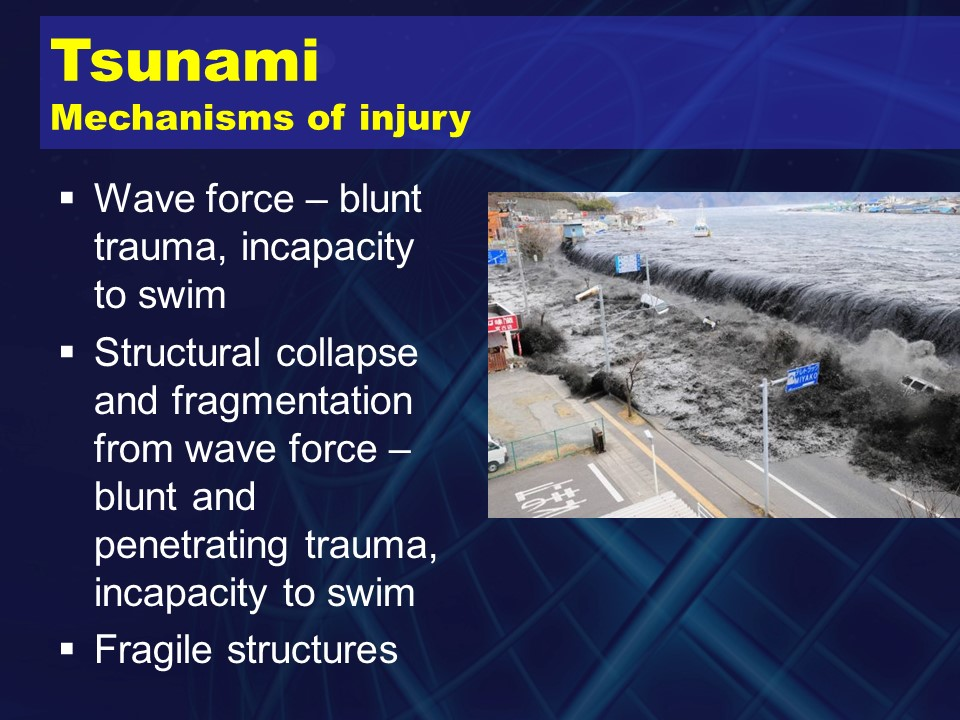 Tsunami
Mechanisms of injury
▪ Wave force – blunt
trauma, incapacity
to swim
▪ Structural collapse
and fragmentation
from wave force –
blunt and
penetrating trauma,
incapacity to swim
▪ Fragile structures
MIYAKO